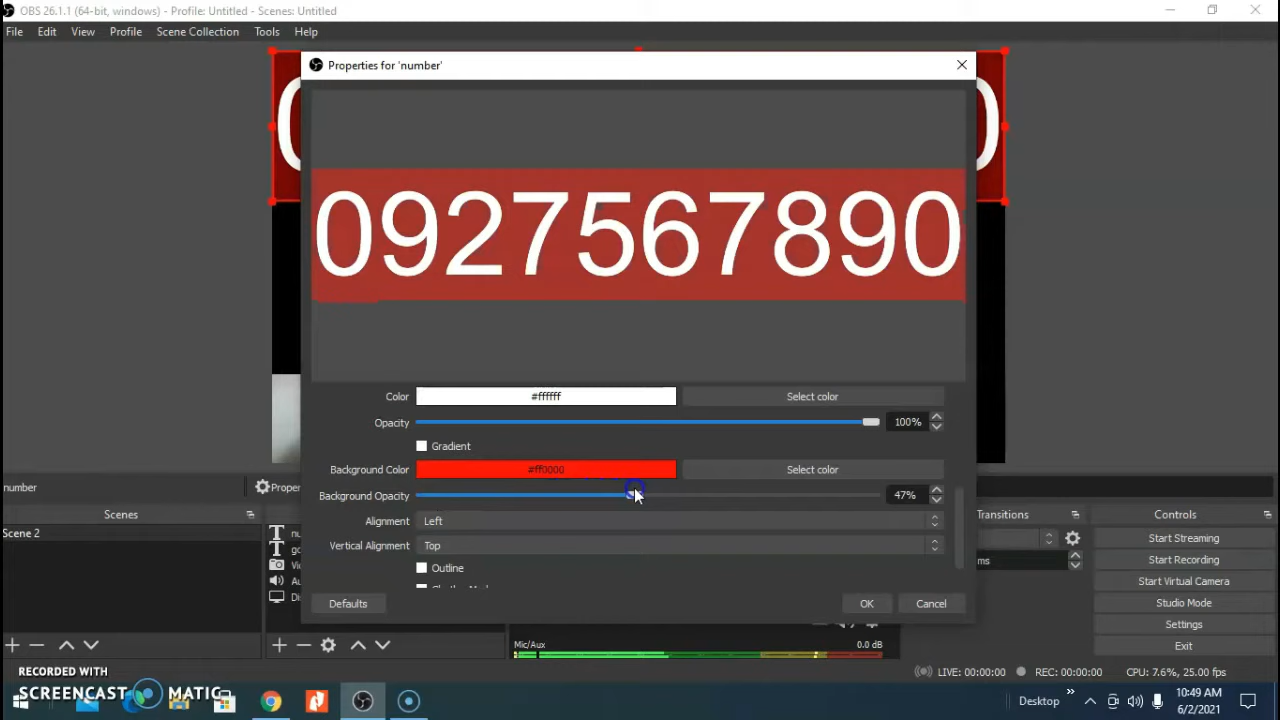 OBS 26.1.1 (64-bit, windows) - Profile: Untitled - Scenes: Untitled
File Edit View Profile Scene Collection Tools Help
Properties for 'number'
0927567890
Color #ffffff Select color
Opacity 100%
Gradient
Background Color #ff0000 Select color
Background Opacity 47%
Alignment Left
Vertical Alignment Top
Outline
Defaults OK Cancel
number
Scenes
Scene 2
Transitions
ms
Controls
Start Streaming
Start Recording
Start Virtual Camera
Studio Mode
Settings
Exit
Mic/Aux 0.0 dB
LIVE: 00:00:00 REC: 00:00:00 CPU: 7.6%, 25.00 fps
RECORDED WITH
SCREENCAST MATIC
Desktop
10:49 AM
6/2/2021